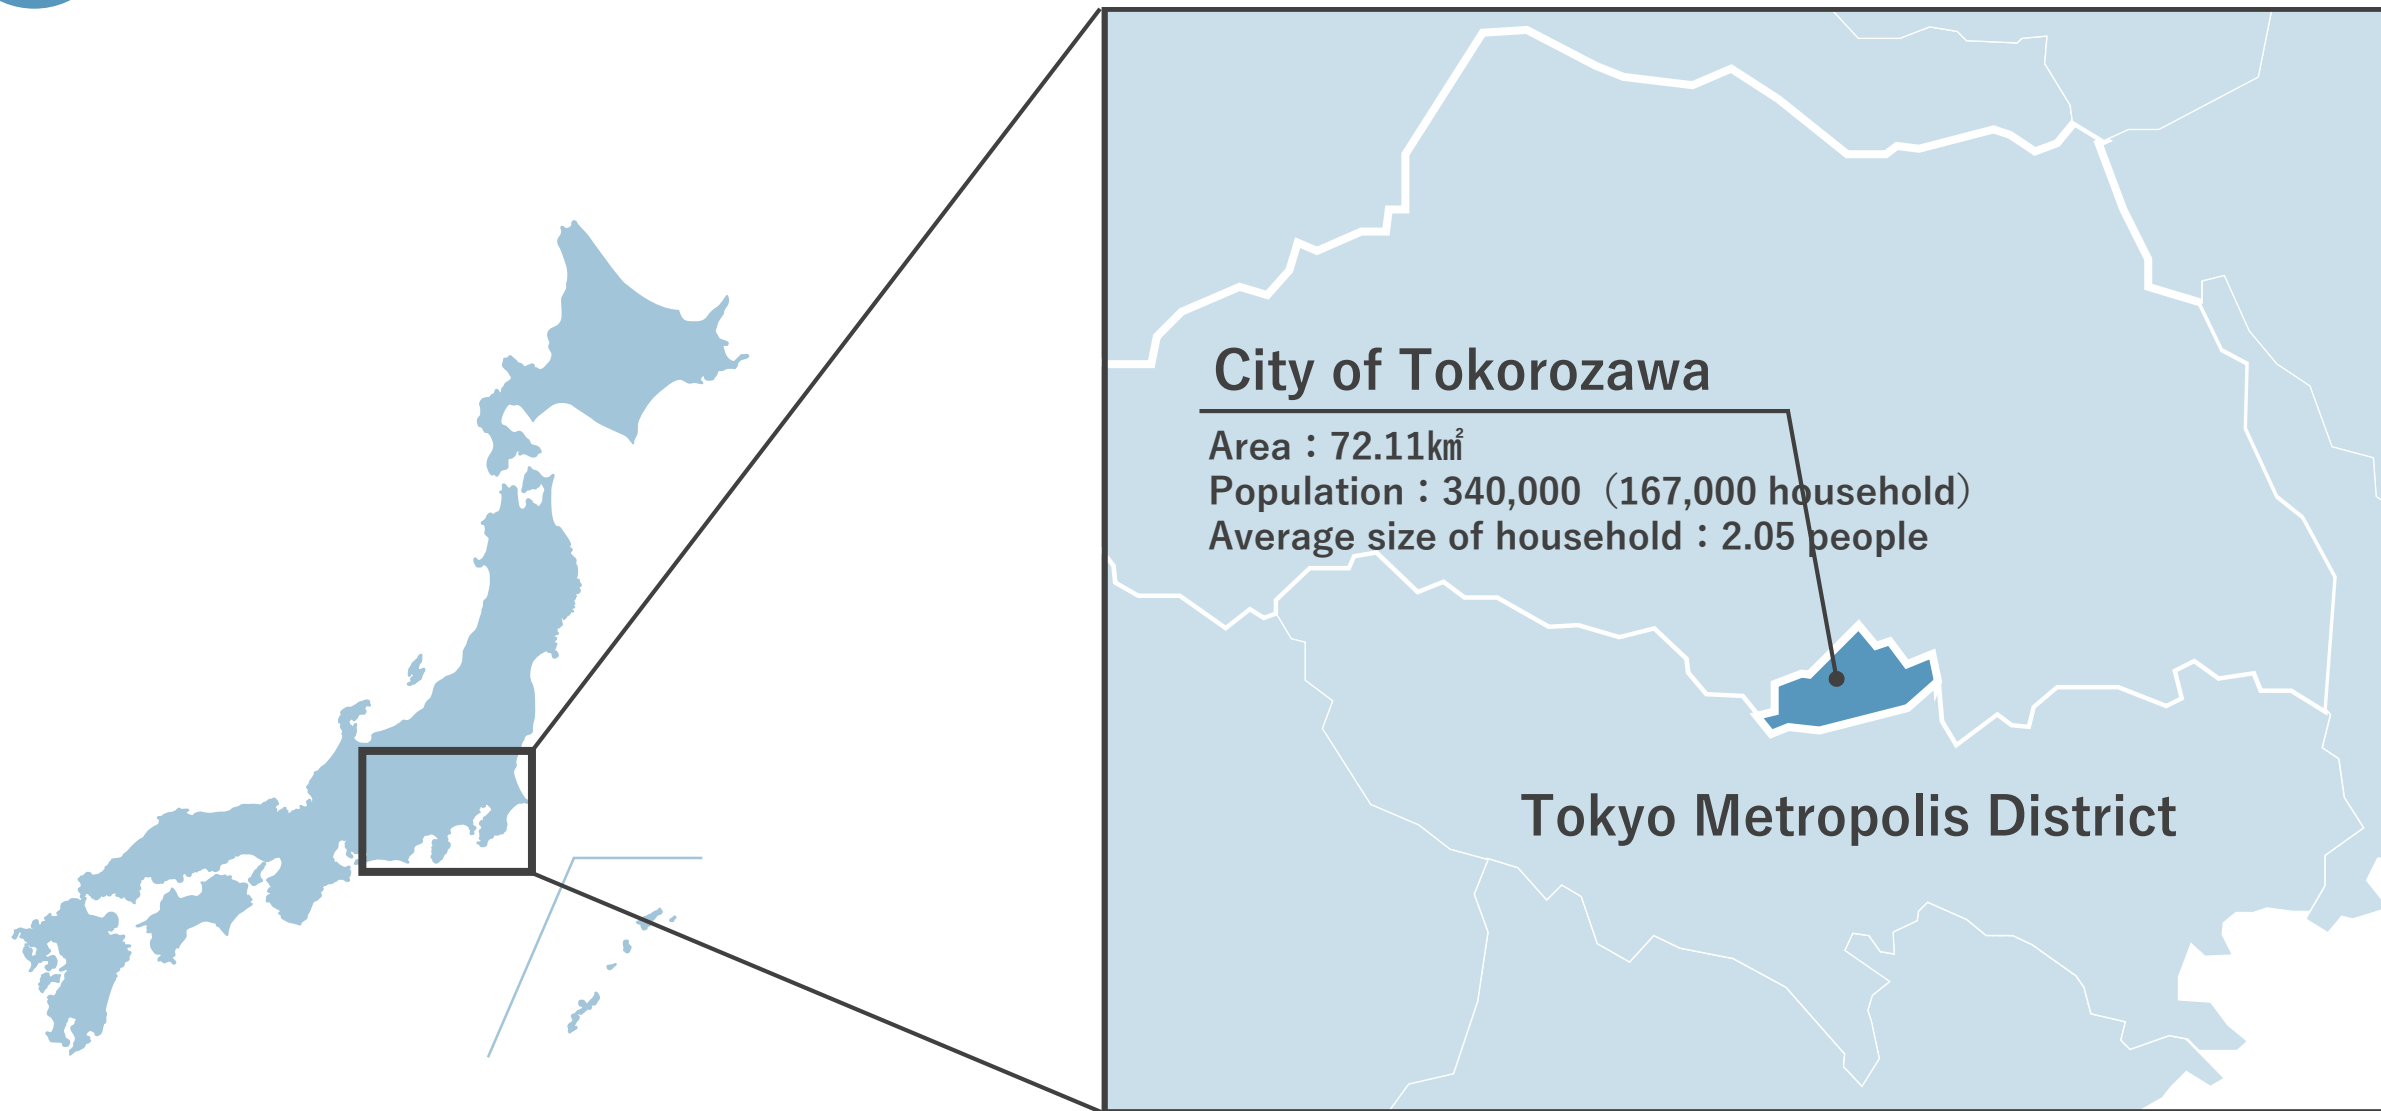 City of Tokorozawa
Area：72.11㎢
Population：340,000（167,000 household）
Average size of household：2.05 people
Tokyo Metropolis District